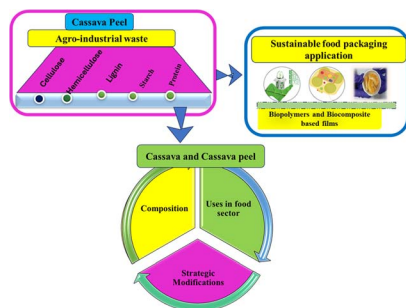 Cassava Peel
Agro-industrial waste
Cellulose
Hemicellulose
Lignin
Starch
Protein
Sustainable food packaging
application
Biopolymers and Biocomposite
based films
Cassava and Cassava peel
Composition
Uses in food
sector
Strategic
Modifications